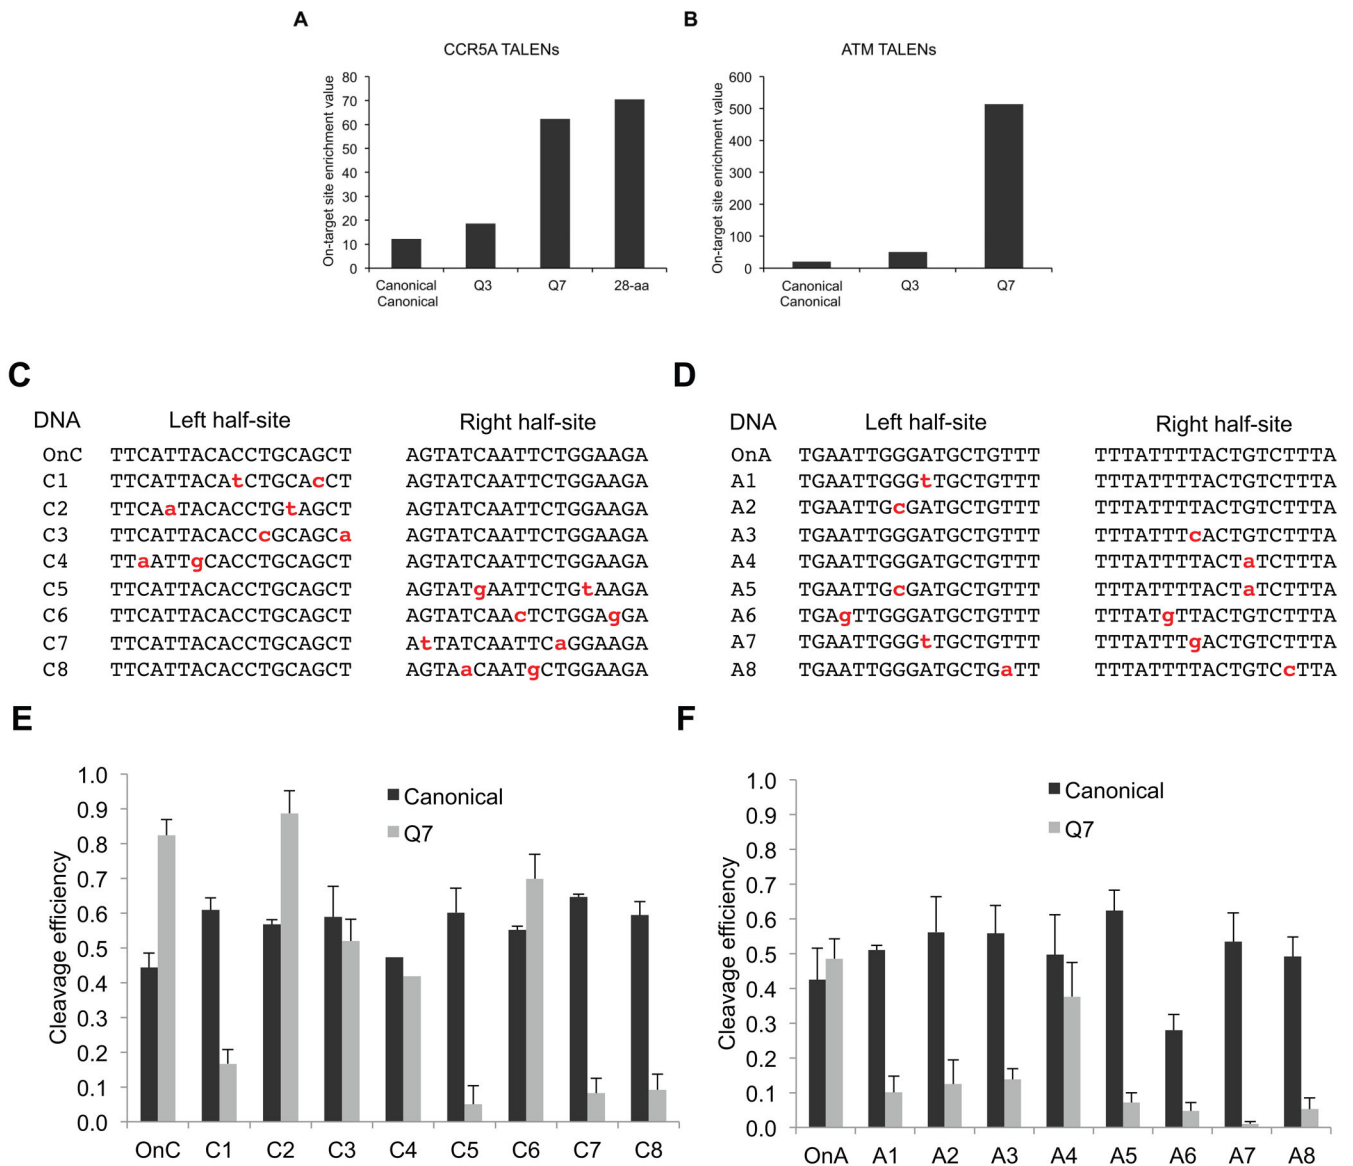 A
B
CCR5A TALENs
ATM TALENs
On-target site enrichment value
80
70
60
50
40
30
20
10
0
Canonical Q3 Q7 28-aa
Canonical
On-target site enrichment value
600
500
400
300
200
100
0
Canonical Q3 Q7
Canonical
C
DNA Left half-site Right half-site
OnC TTCATTACACCTGCAGCT AGTATCAATTCTGGAAGA
C1 TTCATTACAtCTGCAcCT AGTATCAATTCTGGAAGA
C2 TTCAaTACACCTGtAGCT AGTATCAATTCTGGAAGA
C3 TTCATTACACCcGCAGCa AGTATCAATTCTGGAAGA
C4 TTaATTgCACCTGCAGCT AGTATCAATTCTGGAAGA
C5 TTCATTACACCTGCAGCT AGTATgAATTCTGtAAGA
C6 TTCATTACACCTGCAGCT AGTATCAAcTCTGGAgGA
C7 TTCATTACACCTGCAGCT AtTATCAATTCaGGAAGA
C8 TTCATTACACCTGCAGCT AGTAaCAATgCTGGAAGA
D
DNA Left half-site Right half-site
OnA TGAATTGGGATGCTGTTT TTTATTTTACTGTCTTTA
A1 TGAATTGGGtTGCTGTTT TTTATTTTACTGTCTTTA
A2 TGAATTGcGATGCTGTTT TTTATTTTACTGTCTTTA
A3 TGAATTGGGATGCTGTTT TTTATTTcACTGTCTTTA
A4 TGAATTGGGATGCTGTTT TTTATTTTACTaTCTTTA
A5 TGAATTGcGATGCTGTTT TTTATTTTACTaTCTTTA
A6 TGAgTTGGGATGCTGTTT TTTATgTTACTGTCTTTA
A7 TGAATTGGGtTGCTGTTT TTTATTTgACTGTCTTTA
A8 TGAATTGGGATGCTGaTT TTTATTTTACTGTCcTTA
E
Cleavage efficiency
1.0
0.9
0.8
0.7
0.6
0.5
0.4
0.3
0.2
0.1
0.0
Canonical
Q7
OnC C1 C2 C3 C4 C5 C6 C7 C8
F
Cleavage efficiency
1.0
0.9
0.8
0.7
0.6
0.5
0.4
0.3
0.2
0.1
0.0
Canonical
Q7
OnA A1 A2 A3 A4 A5 A6 A7 A8